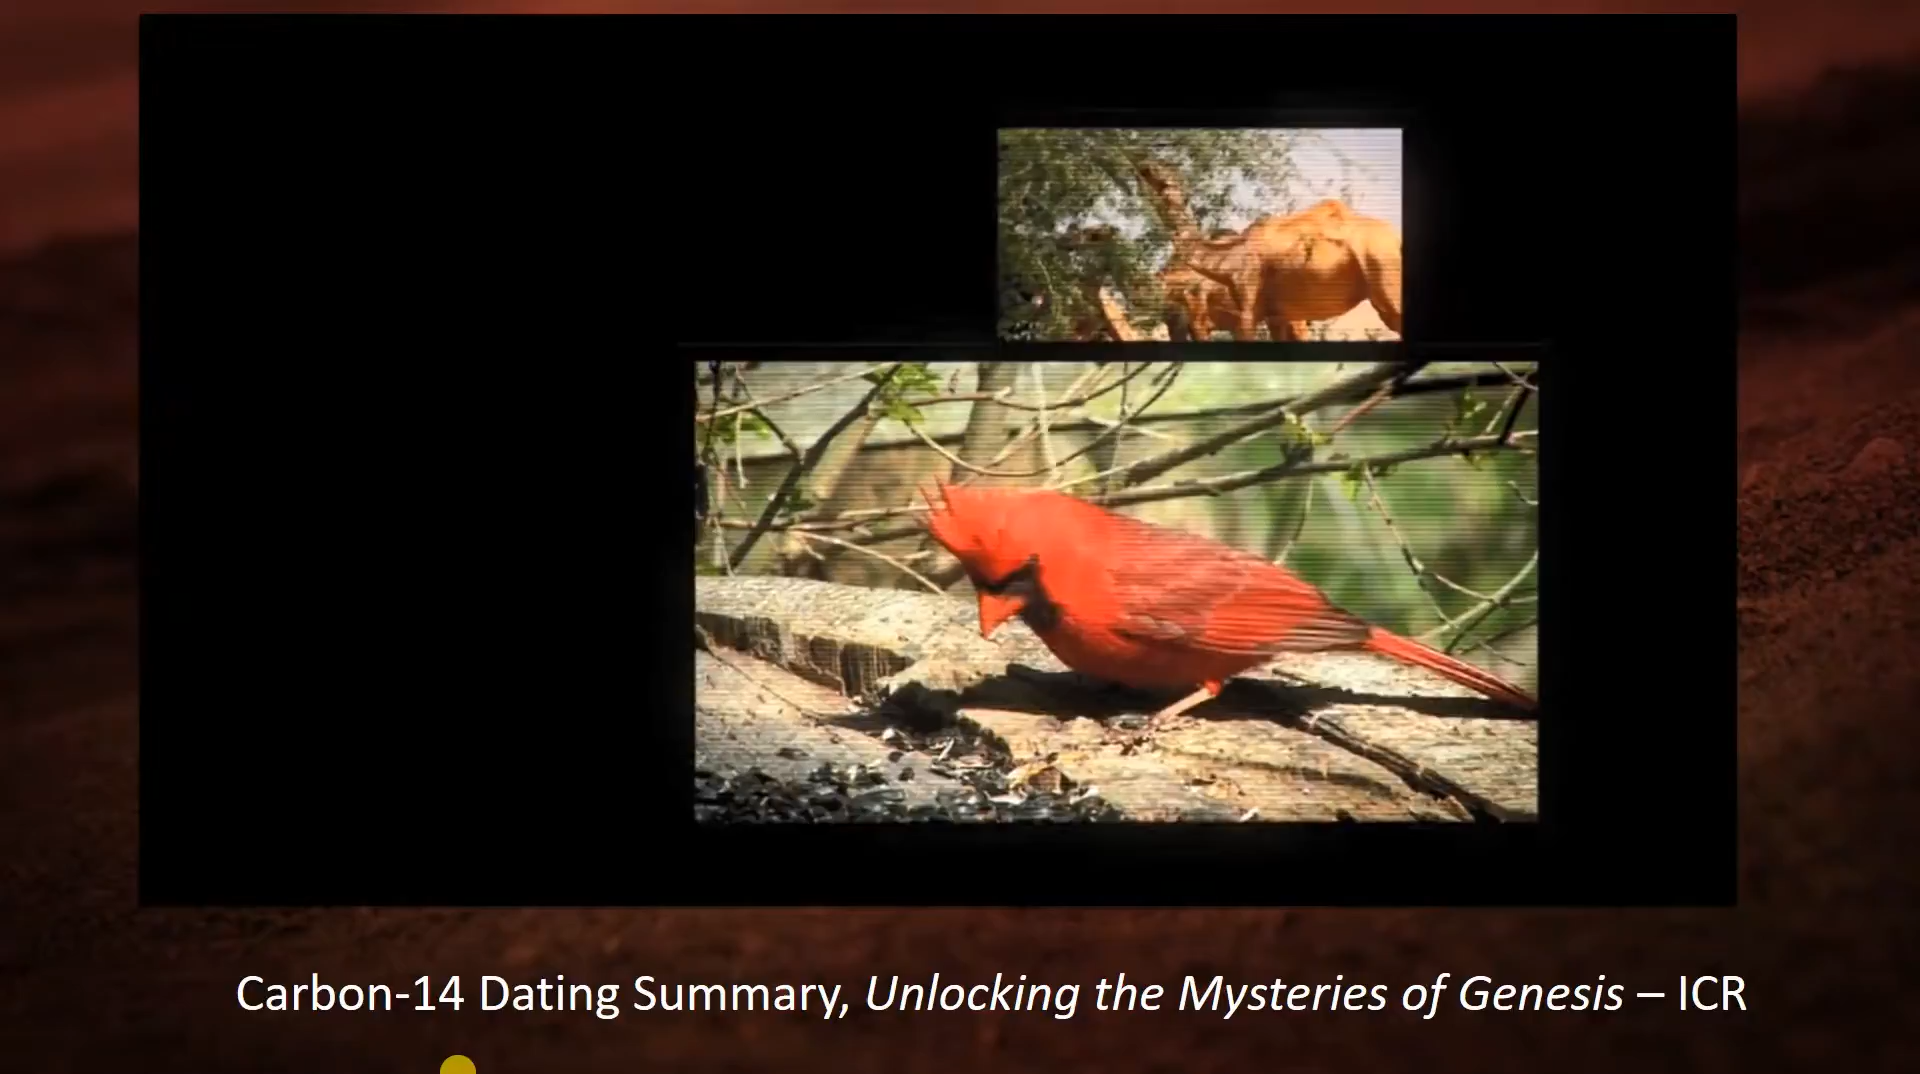 Carbon-14 Dating Summary, Unlocking the Mysteries of Genesis – ICR